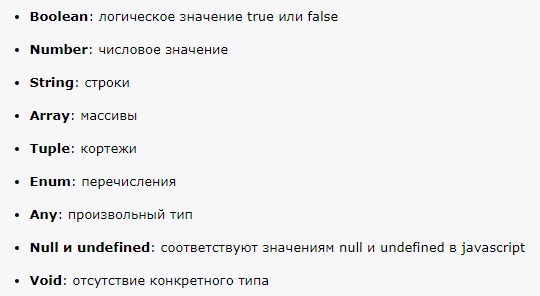 • Boolean: логическое значение true или false
• Number: числовое значение
• String: строки
• Array: массивы
• Tuple: кортежи
• Enum: перечисления
• Any: произвольный тип
• Null и undefined: соответствуют значениям null и undefined в javascript
• Void: отсутствие конкретного типа